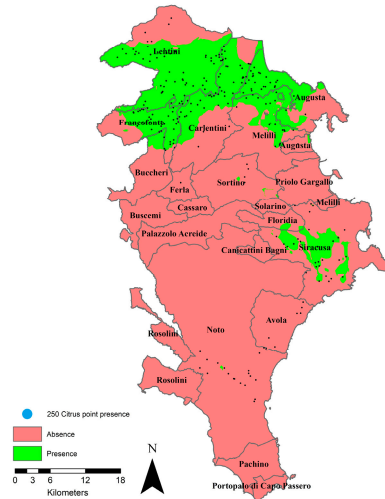 Lentini
Augusta
Francofonte
Carlentini
Melilli
Augusta
Buccheri
Sortino
Priolo Gargallo
Ferla
Melilli
Cassaro
Solarino
Buscemi
Floridia
Palazzolo Acreide
Siracusa
Canicattini Bagni
Avola
Noto
Rosolini
Rosolini
250 Citrus point presence
Absence
Presence
N
0 3 6 12 18
Kilometers
Pachino
Portopalo di Capo Passero